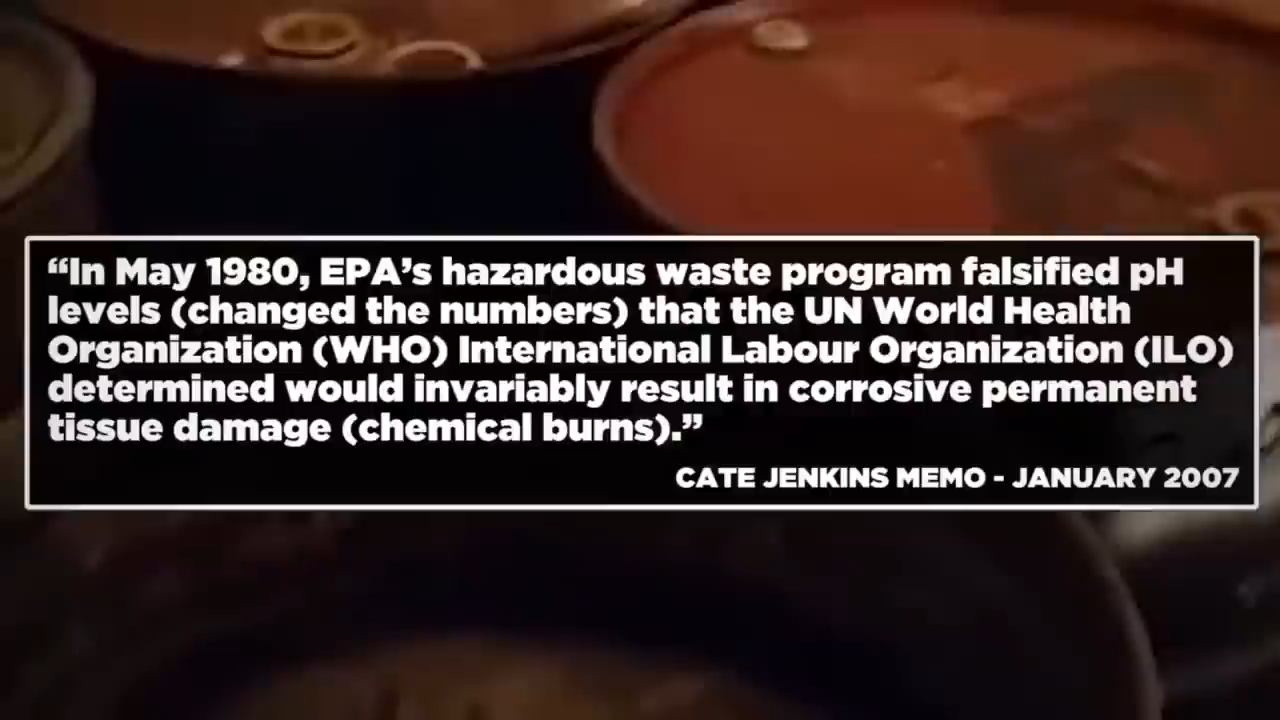 “In May 1980, EPA’s hazardous waste program falsified pH
levels (changed the numbers) that the UN World Health
Organization (WHO) International Labour Organization (ILO)
determined would invariably result in corrosive permanent
tissue damage (chemical burns).”
CATE JENKINS MEMO - JANUARY 2007